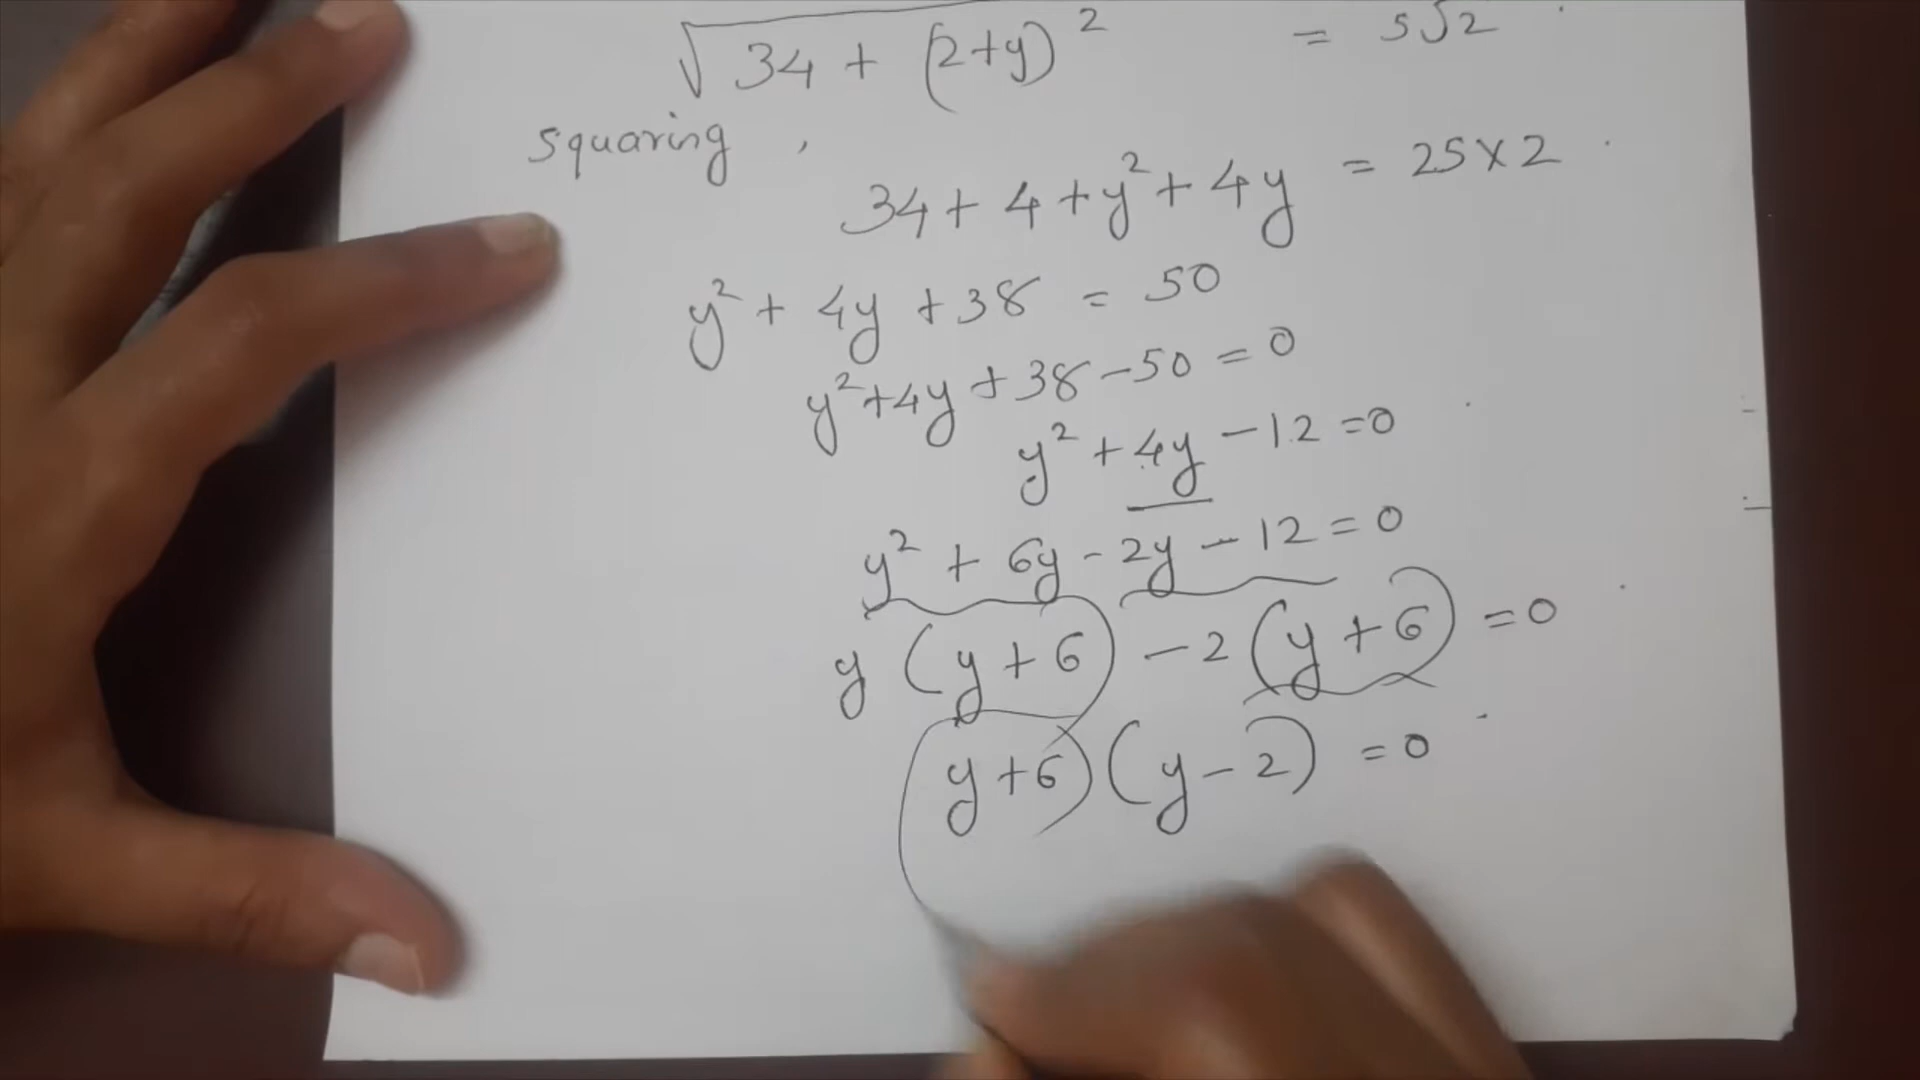 √34 + (2+y)² = 5√2
squaring,
34 + 4 + y² + 4y = 25 × 2
y² + 4y + 38 = 50
y² + 4y + 38 - 50 = 0
y² + 4y - 12 = 0
y² + 6y - 2y - 12 = 0
y (y + 6) - 2 (y + 6) = 0
y + 6) (y - 2) = 0